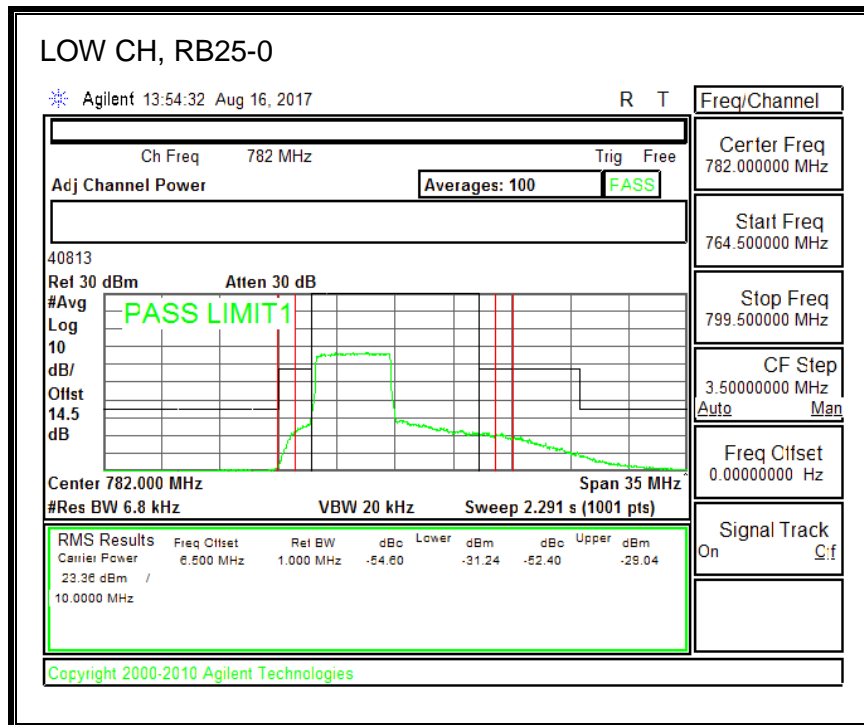 LOW CH, RB25-0
Agilent 13:54:32 Aug 16, 2017 R T
Freq/Channel
Ch Freq 782 MHz Trig Free
Adj Channel Power Averages: 100 PASS
Center Freq
782.000000 MHz
Start Freq
764.500000 MHz
Stop Freq
799.500000 MHz
CF Step
3.50000000 MHz
Auto Man
Freq Offset
0.00000000 Hz
Signal Track
On Off
40813
Ref 30 dBm Atten 30 dB
#Avg
Log
10
dB/
Offst
14.5
dB
PASS LIMIT1
Center 782.000 MHz Span 35 MHz
#Res BW 6.8 kHz VBW 20 kHz Sweep 2.291 s (1001 pts)
RMS Results Freq Offset Ref BW dBc Lower dBm dBc Upper dBm
Carrier Power 6.500 MHz 1.000 MHz -54.60 -31.24 -52.40 -29.04
23.36 dBm /
10.0000 MHz
Copyright 2000-2010 Agilent Technologies